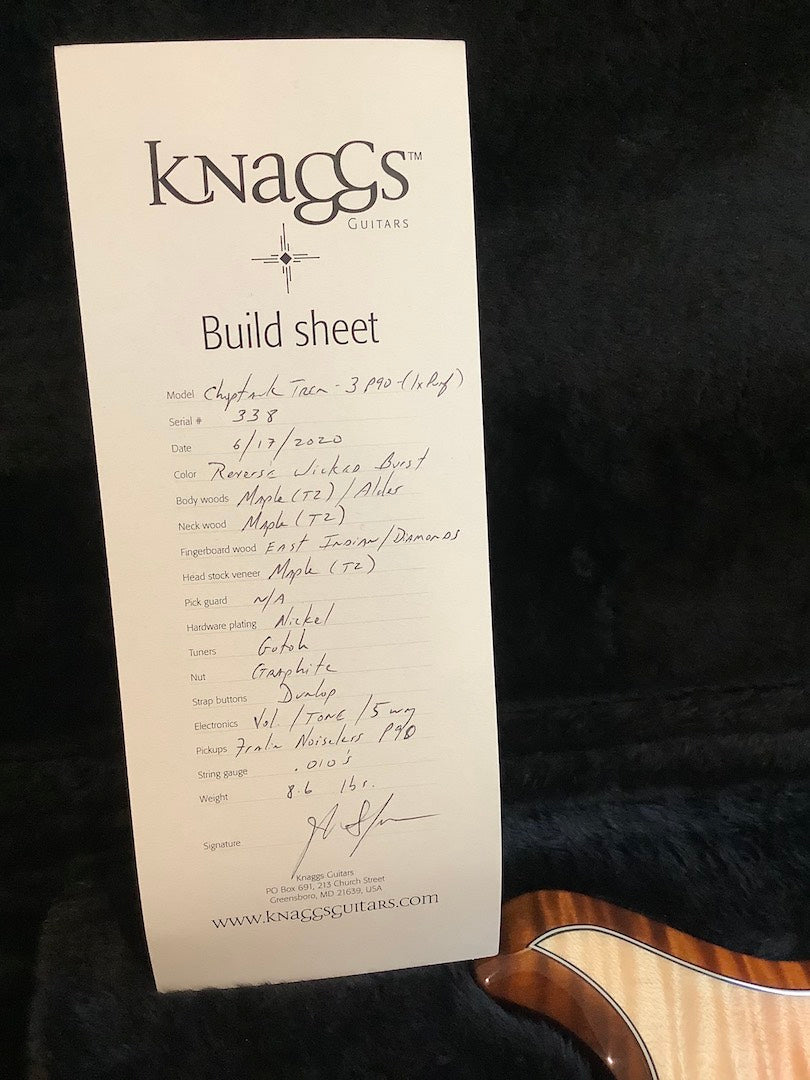 KNAGGS™
GUITARS
Build sheet
Model Choptank Trem - 3 P90 - (1x Purf)
Serial # 338
Date 6/17/2020
Color Reverse Wicked Burst
Body woods Maple (T2) / Alder
Neck wood Maple (T2)
Fingerboard wood East Indian / Diamonds
Head stock veneer Maple (T2)
Pick guard N/A
Hardware plating Nickel
Tuners Gotoh
Nut Graphite
Strap buttons Dunlop
Electronics Vol. / Tone / 5 way
Pickups Fralin Noiseless P90
String gauge .010's
Weight 8.6 lbs.
Signature
Knaggs Guitars
PO Box 691, 213 Church Street
Greensboro, MD 21639, USA
www.KNAGGSGUITARS.com